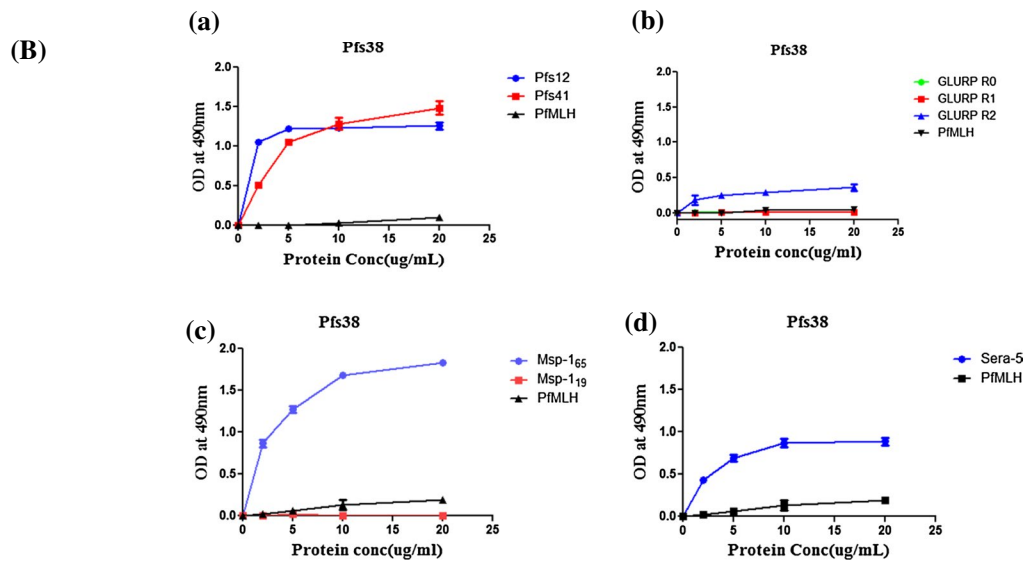 (B)
(a)
Pfs38
2.0
1.5
1.0
0.5
0.0
OD at 490nm
0 5 10 15 20 25
Protein Conc(ug/mL)
Pfs12
Pfs41
PfMLH
(b)
Pfs38
2.0
1.5
1.0
0.5
0.0
OD at 490nm
0 5 10 15 20 25
Protein conc(ug/ml)
GLURP R0
GLURP R1
GLURP R2
PfMLH
(c)
Pfs38
2.0
1.5
1.0
0.5
0.0
OD at 490nm
0 5 10 15 20 25
Protein conc(ug/ml)
Msp-1₆₅
Msp-1₁₉
PfMLH
(d)
Pfs38
2.0
1.5
1.0
0.5
0.0
OD at 490nm
0 5 10 15 20 25
Protein Conc(ug/mL)
Sera-5
PfMLH